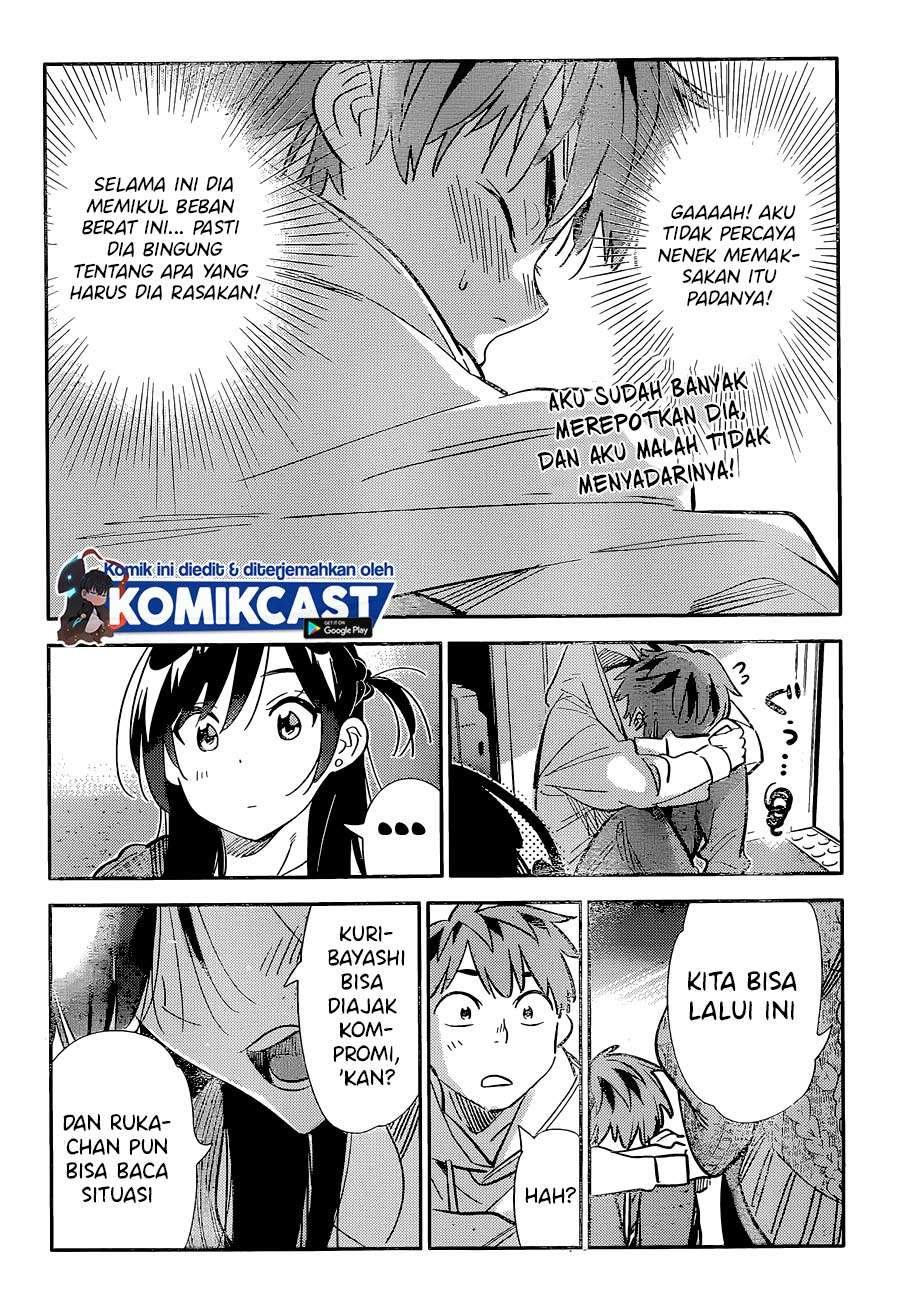 GAAAAH! AKU
TIDAK PERCAYA
NENEK MEMAK-
SAKAN ITU
PADANYA!
SELAMA INI DIA
MEMIKUL BEBAN
BERAT INI... PASTI
DIA BINGUNG
TENTANG APA YANG
HARUS DIA RASAKAN!
AKU SUDAH BANYAK
MEREPOTKAN DIA,
DAN AKU MALAH TIDAK
MENYADARINYA!
Komik ini diedit & diterjemahkan oleh
KOMIKCAST
GET IT ON
Google Play
ぐ...
...
KITA BISA
LALUI INI
HAH?
KURI-
BAYASHI
BISA
DIAJAK
KOM-
PROMI,
'KAN?
DAN RUKA-
CHAN PUN
BISA BACA
SITUASI